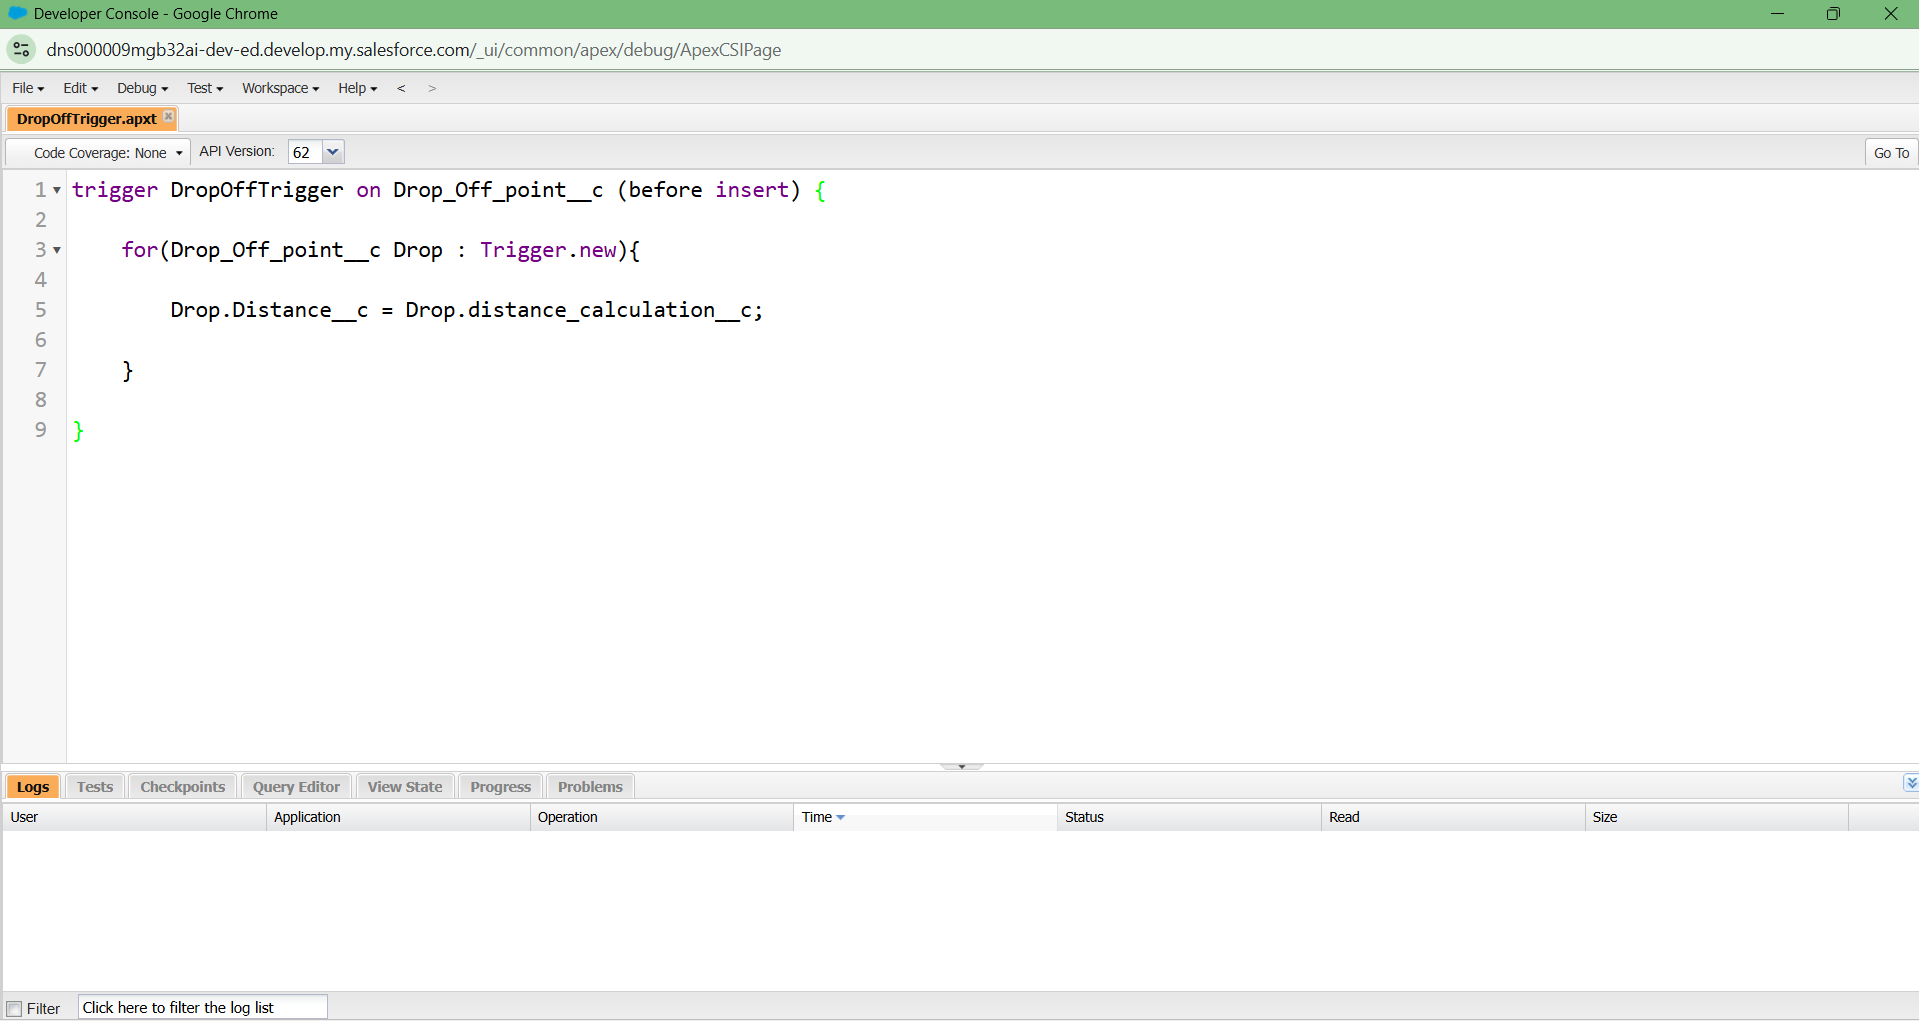 Developer Console - Google Chrome
dns000009mgb32ai-dev-ed.develop.my.salesforce.com/_ui/common/apex/debug/ApexCSIPage
File Edit Debug Test Workspace Help < >
DropOffTrigger.apxt
Code Coverage: None API Version: 62 Go To
1 trigger DropOffTrigger on Drop_Off_point__c (before insert) {
2
3 for(Drop_Off_point__c Drop : Trigger.new){
4
5 Drop.Distance__c = Drop.distance_calculation__c;
6
7 }
8
9 }
Logs Tests Checkpoints Query Editor View State Progress Problems
User Application Operation Time Status Read Size
Filter Click here to filter the log list